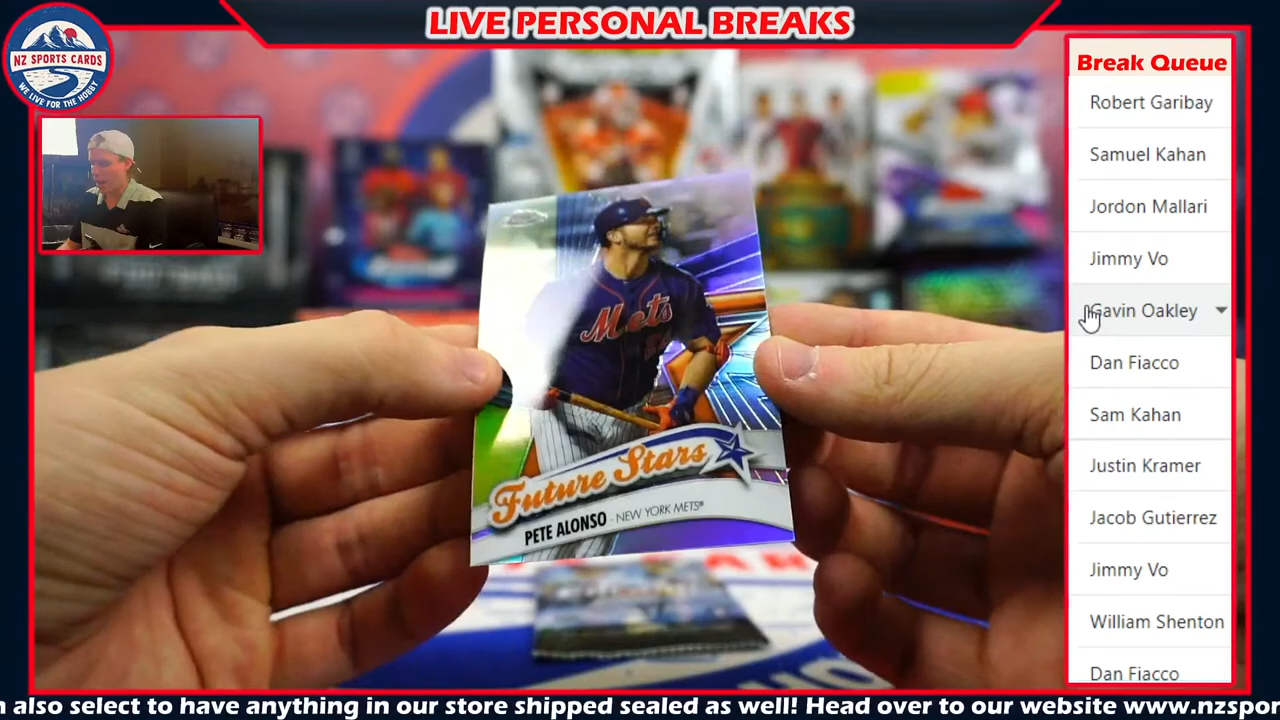 LIVE PERSONAL BREAKS
NZ SPORTS CARDS
WE LIVE FOR THE HOBBY
Break Queue
Robert Garibay
Samuel Kahan
Jordon Mallari
Jimmy Vo
Gavin Oakley
Dan Fiacco
Sam Kahan
Justin Kramer
Jacob Gutierrez
Jimmy Vo
William Shenton
Dan Fiacco
Mets
Future Stars
PETE ALONSO - NEW YORK METS®
also select to have anything in our store shipped sealed as well! Head over to our website www.nzspor